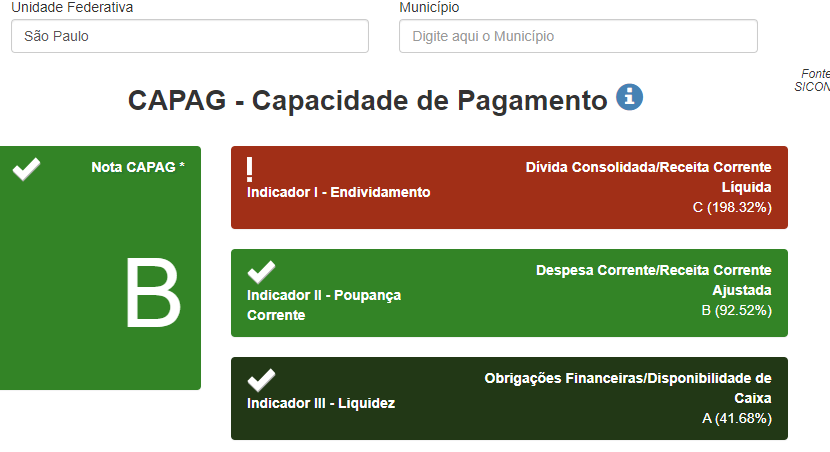 Unidade Federativa
Município
São Paulo
Digite aqui o Município
Fonte
SICON
CAPAG - Capacidade de Pagamento
Nota CAPAG *
B
Indicador I - Endividamento
Dívida Consolidada/Receita Corrente
Líquida
C (198.32%)
Indicador II - Poupança
Corrente
Despesa Corrente/Receita Corrente
Ajustada
B (92.52%)
Indicador III - Liquidez
Obrigações Financeiras/Disponibilidade de
Caixa
A (41.68%)